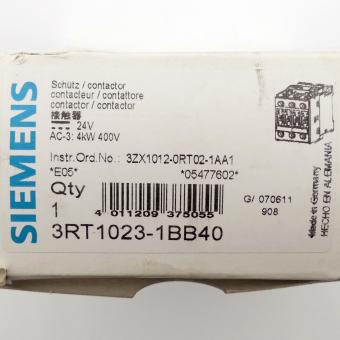 SIEMENS
Schütz / contactor
contacteur / contattore
contactor / contactor
接触器
24V
AC-3: 4kW 400V
Instr.Ord.No.: 3ZX1012-0RT02-1AA1
*E05* *05477602*
Qty
1
4 011209 375055
G/ 070611
908
3RT1023-1BB40
Made in Germany
HECHO EN ALEMANIA